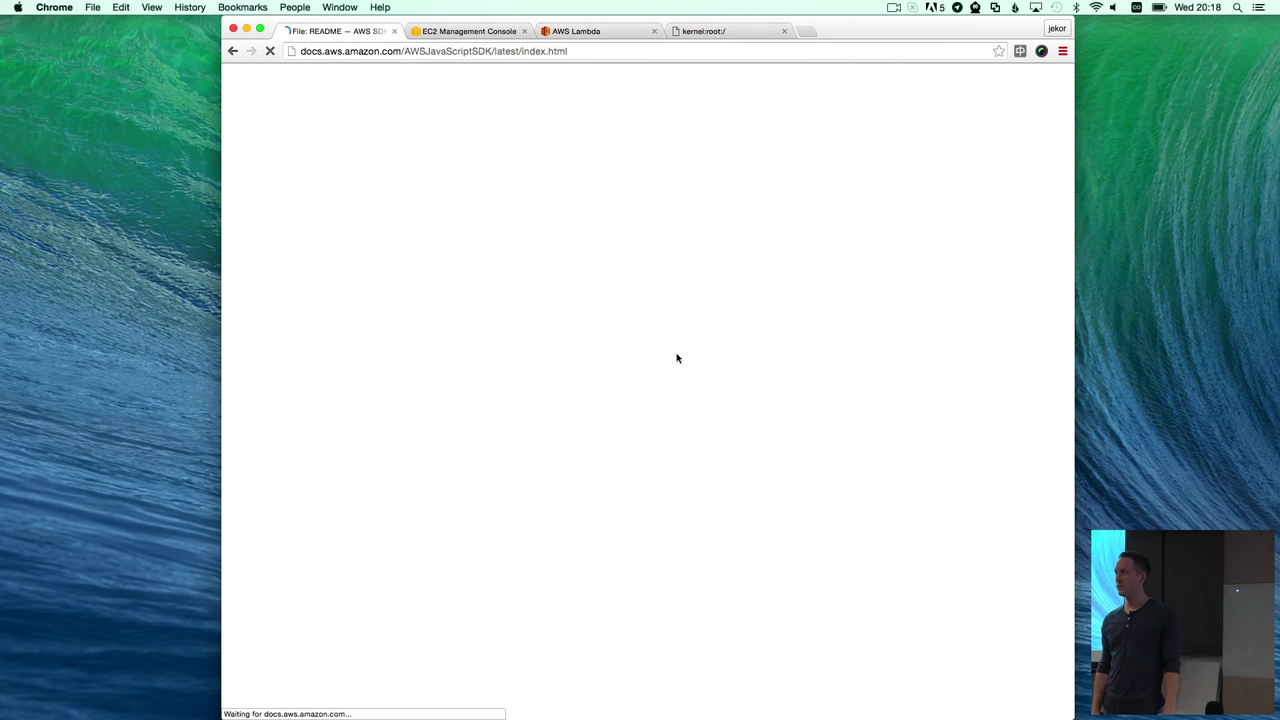 Chrome File Edit View History Bookmarks People Window Help
5 Wed 20:18
File: README — AWS SD
EC2 Management Console
AWS Lambda
kernel:root:/
jekor
docs.aws.amazon.com/AWSJavaScriptSDK/latest/index.html
Waiting for docs.aws.amazon.com...